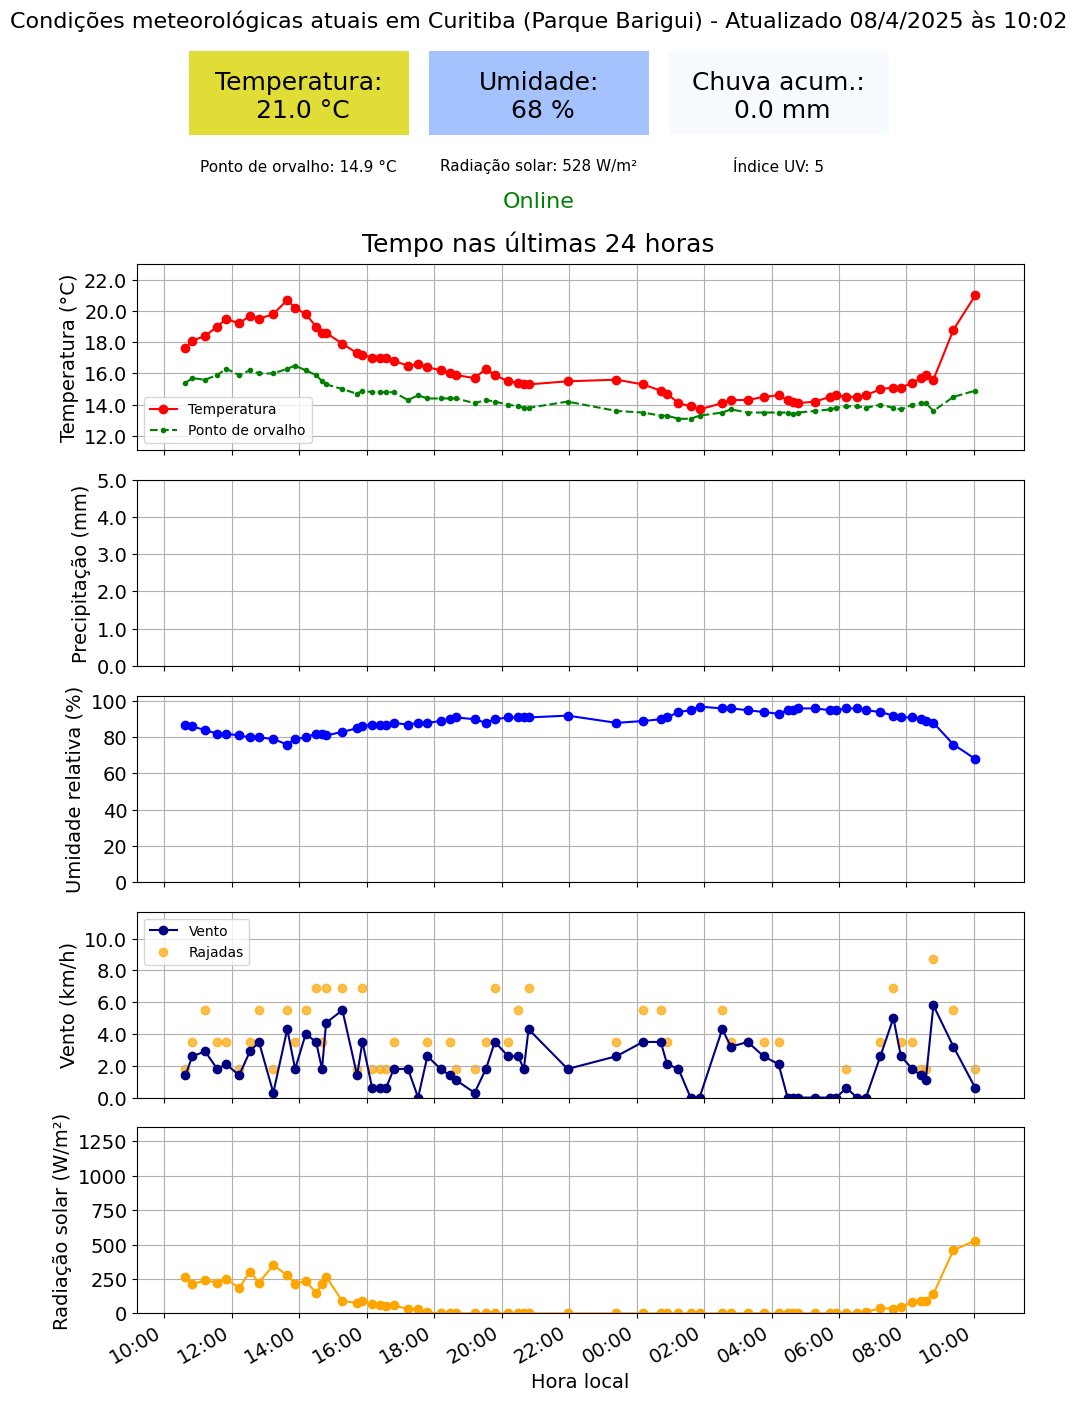 Condições meteorológicas atuais em Curitiba (Parque Barigui) - Atualizado 08/4/2025 às 10:02
Temperatura:
21.0 °C
Umidade:
68 %
Chuva acum.:
0.0 mm
Ponto de orvalho: 14.9 °C
Radiação solar: 528 W/m²
Índice UV: 5
Online
Tempo nas últimas 24 horas
Temperatura (°C)
22.0
20.0
18.0
16.0
14.0
12.0
Temperatura
Ponto de orvalho
Precipitação (mm)
5.0
4.0
3.0
2.0
1.0
0.0
Umidade relativa (%)
100
80
60
40
20
0
Vento (km/h)
10.0
8.0
6.0
4.0
2.0
0.0
Vento
Rajadas
Radiação solar (W/m²)
1250
1000
750
500
250
0
10:00
12:00
14:00
16:00
18:00
20:00
22:00
00:00
02:00
04:00
06:00
08:00
10:00
Hora local